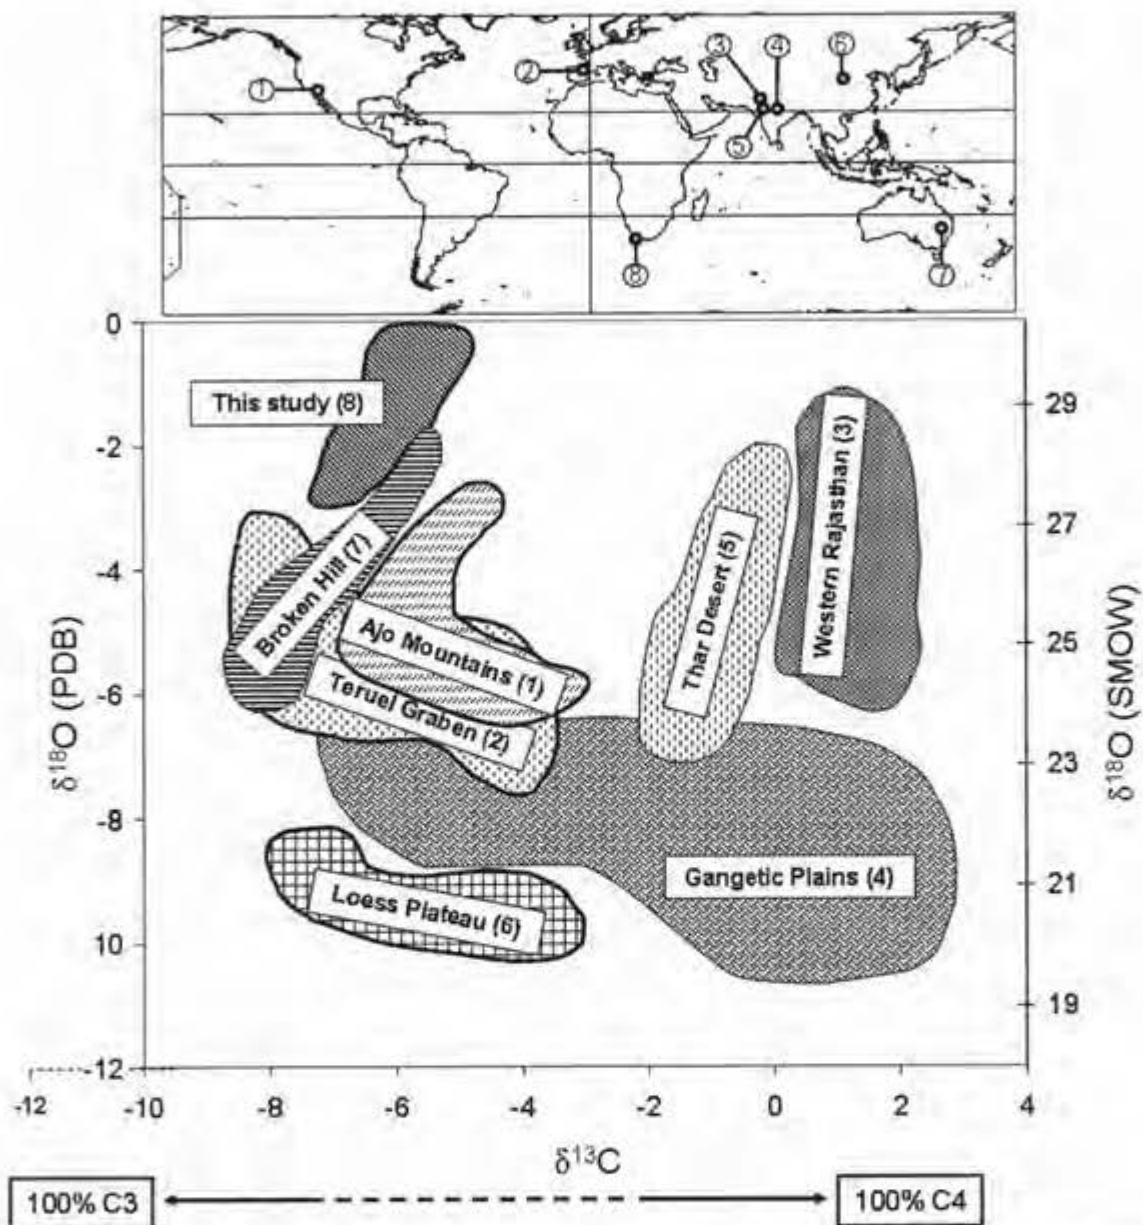 ③ ④ ⑥
②
①
⑤
⑧ ⑦
0
This study (8)
29
-2
Western Rajasthan (3)
27
-4
Broken Hill (7)
Thar Desert (5)
Ajo Mountains (1)
25
δ¹⁸O (PDB)
δ¹⁸O (SMOW)
-6
Teruel Graben (2)
23
-8
Gangetic Plains (4)
21
Loess Plateau (6)
10
19
-12
-12 -10 -8 -6 -4 -2 0 2 4
δ¹³C
100% C3 100% C4